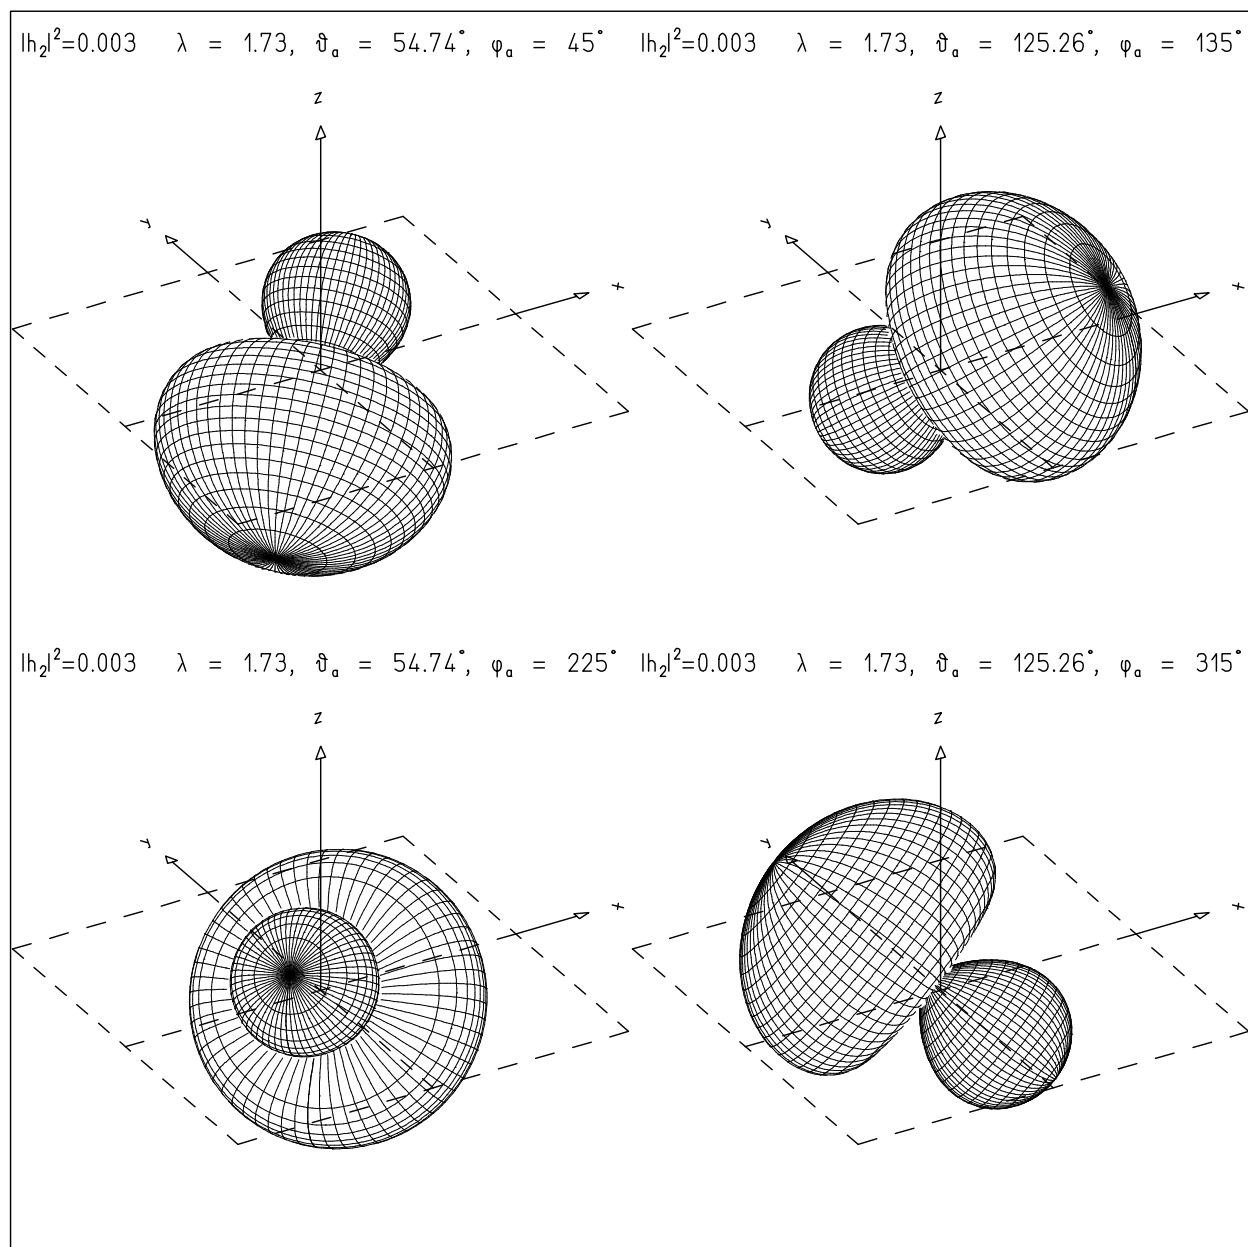 |h₂|²=0.003 λ = 1.73, ϑₐ = 54.74°, φₐ = 45°
|h₂|²=0.003 λ = 1.73, ϑₐ = 125.26°, φₐ = 135°
z
z
y
y
x
x
|h₂|²=0.003 λ = 1.73, ϑₐ = 54.74°, φₐ = 225°
|h₂|²=0.003 λ = 1.73, ϑₐ = 125.26°, φₐ = 315°
z
z
y
y
x
x